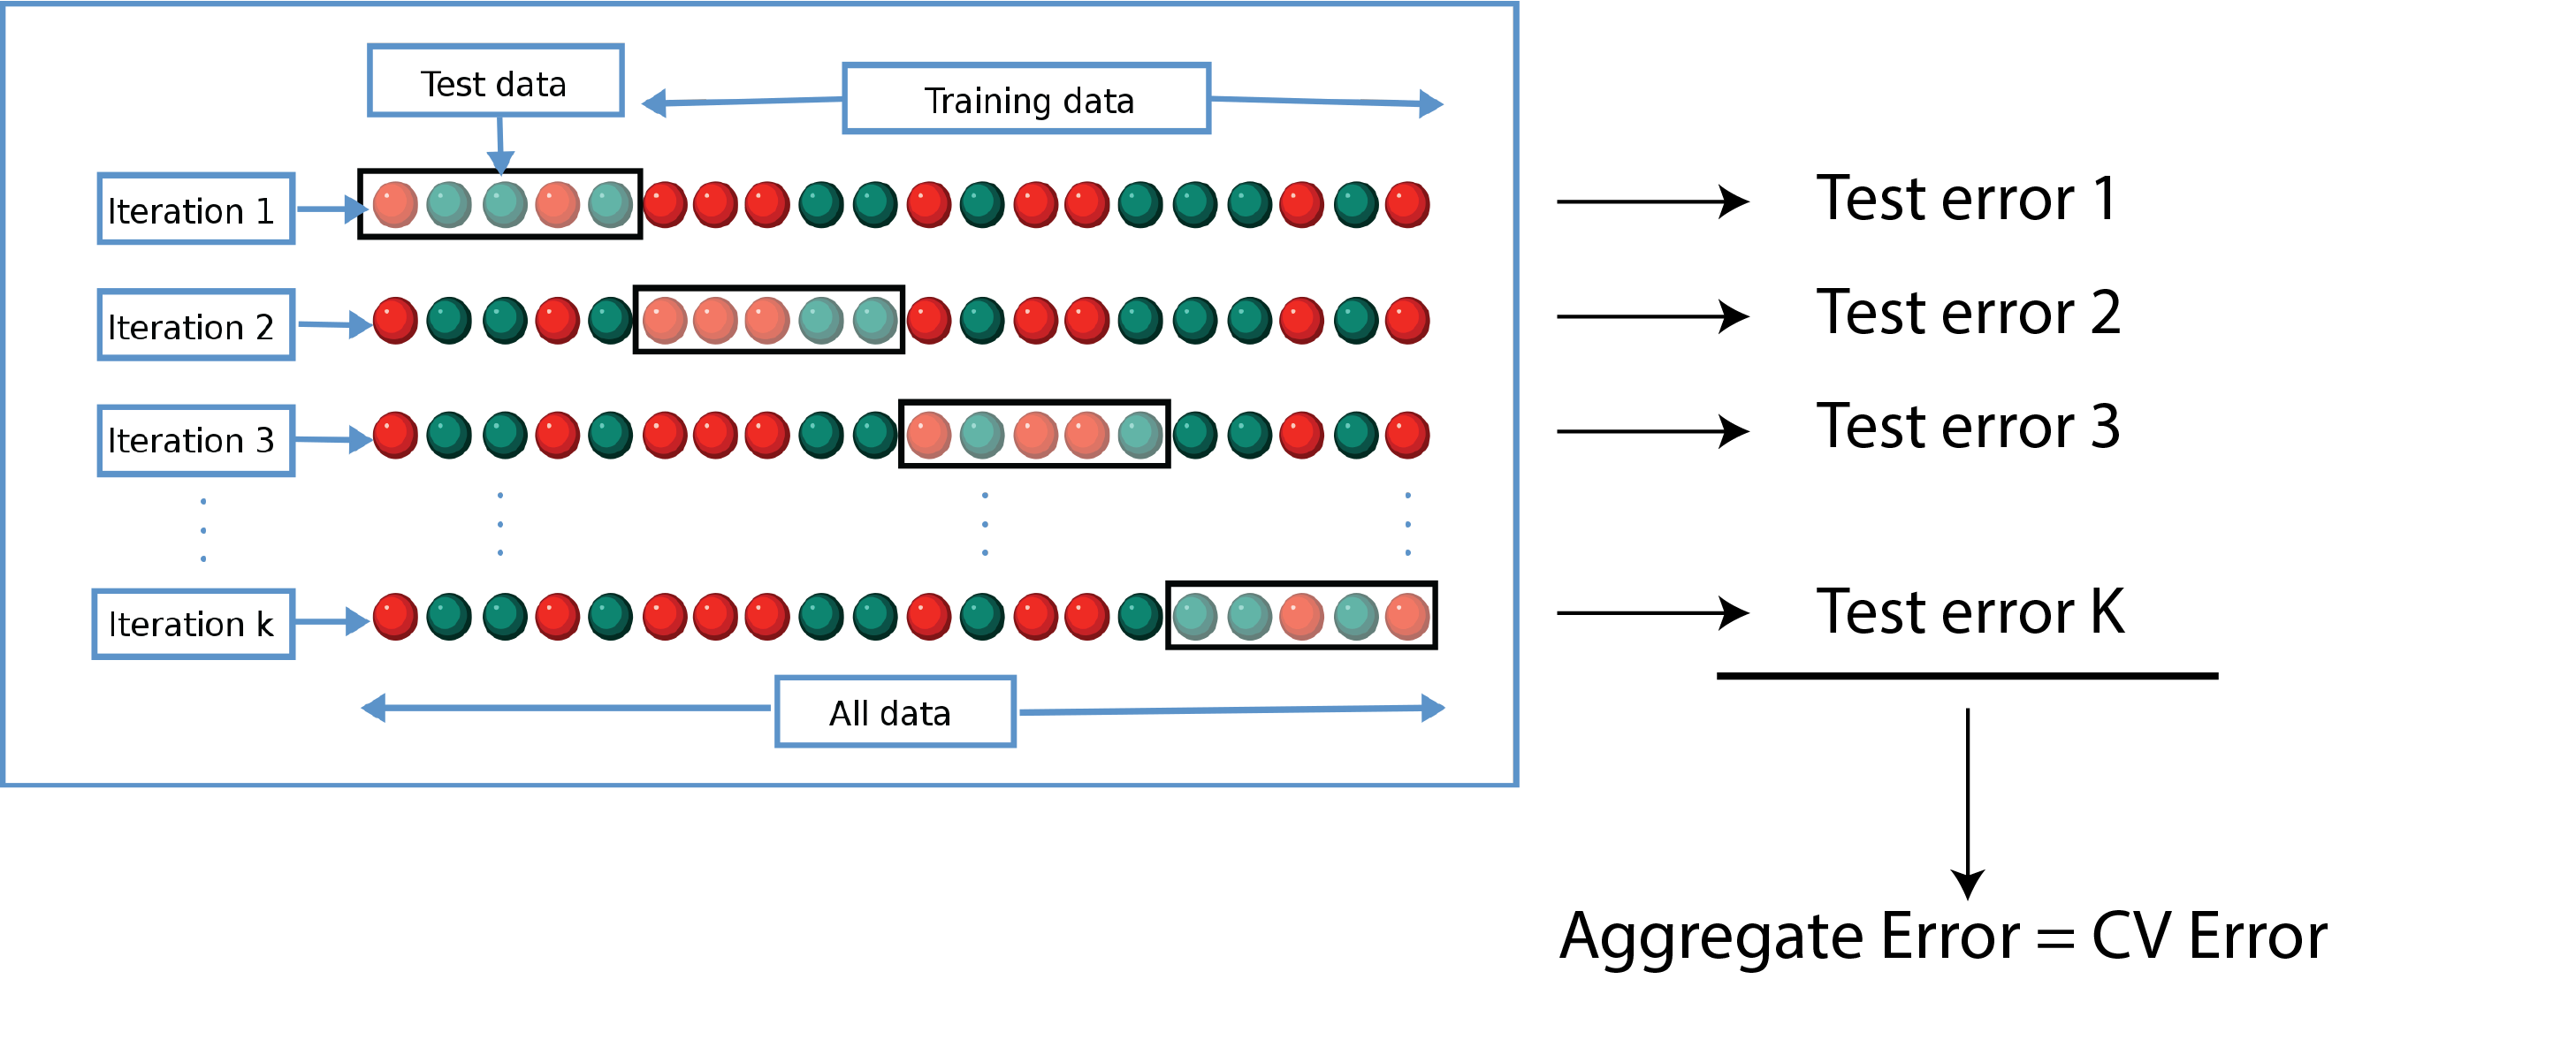 Test data
Training data
Iteration 1
Test error 1
Iteration 2
Test error 2
Iteration 3
Test error 3
Iteration k
Test error K
All data
Aggregate Error = CV Error